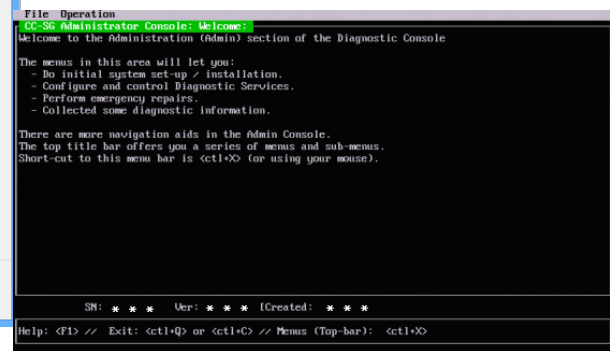 File Operation
CC-SG Administrator Console: Welcome:
Welcome to the Administration (Admin) section of the Diagnostic Console
The menus in this area will let you:
- Do initial system set-up / installation.
- Configure and control Diagnostic Services.
- Perform emergency repairs.
- Collected some diagnostic information.
There are more navigation aids in the Admin Console.
The top title bar offers you a series of menus and sub-menus.
Short-cut to this menu bar is <ctl+X> (or using your mouse).
SN: * * * Ver: * * * [Created: * * *
Help: <F1> // Exit: <ctl+Q> or <ctl+C> // Menus (Top-bar): <ctl+X>